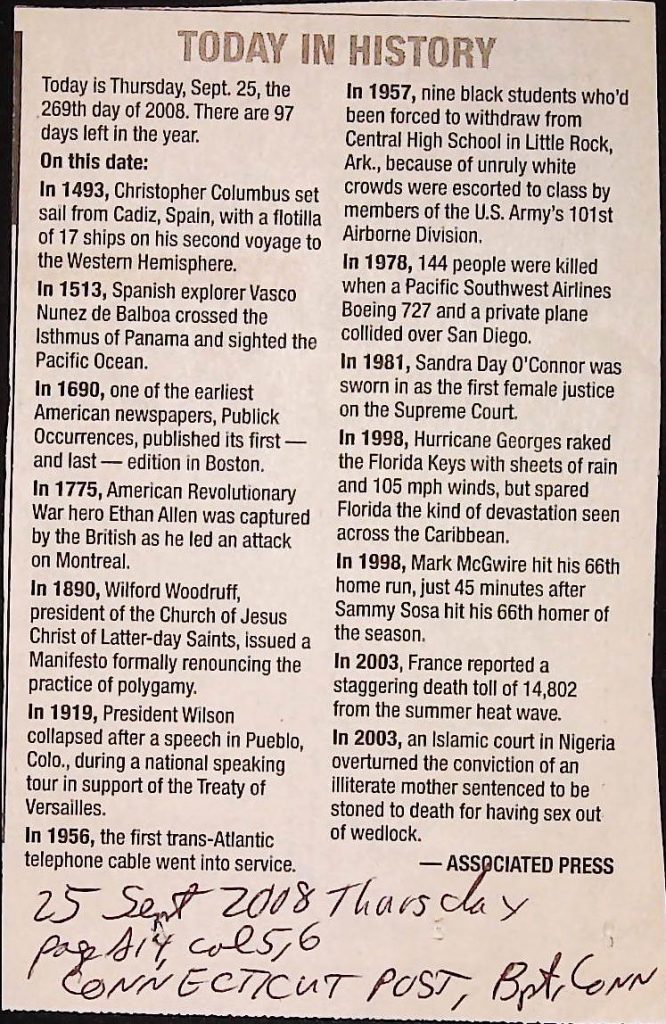 TODAY IN HISTORY
Today is Thursday, Sept. 25, the
269th day of 2008. There are 97
days left in the year.
On this date:
In 1493, Christopher Columbus set
sail from Cadiz, Spain, with a flotilla
of 17 ships on his second voyage to
the Western Hemisphere.
In 1513, Spanish explorer Vasco
Nunez de Balboa crossed the
Isthmus of Panama and sighted the
Pacific Ocean.
In 1690, one of the earliest
American newspapers, Publick
Occurrences, published its first —
and last — edition in Boston.
In 1775, American Revolutionary
War hero Ethan Allen was captured
by the British as he led an attack
on Montreal.
In 1890, Wilford Woodruff,
president of the Church of Jesus
Christ of Latter-day Saints, issued a
Manifesto formally renouncing the
practice of polygamy.
In 1919, President Wilson
collapsed after a speech in Pueblo,
Colo., during a national speaking
tour in support of the Treaty of
Versailles.
In 1956, the first trans-Atlantic
telephone cable went into service.
In 1957, nine black students who'd
been forced to withdraw from
Central High School in Little Rock,
Ark., because of unruly white
crowds were escorted to class by
members of the U.S. Army's 101st
Airborne Division.
In 1978, 144 people were killed
when a Pacific Southwest Airlines
Boeing 727 and a private plane
collided over San Diego.
In 1981, Sandra Day O'Connor was
sworn in as the first female justice
on the Supreme Court.
In 1998, Hurricane Georges raked
the Florida Keys with sheets of rain
and 105 mph winds, but spared
Florida the kind of devastation seen
across the Caribbean.
In 1998, Mark McGwire hit his 66th
home run, just 45 minutes after
Sammy Sosa hit his 66th homer of
the season.
In 2003, France reported a
staggering death toll of 14,802
from the summer heat wave.
In 2003, an Islamic court in Nigeria
overturned the conviction of an
illiterate mother sentenced to be
stoned to death for having sex out
of wedlock.
— ASSOCIATED PRESS
25 Sept 2008 Thursday
page A14, col 5,6
CONNECTICUT POST, Bpt, CONN